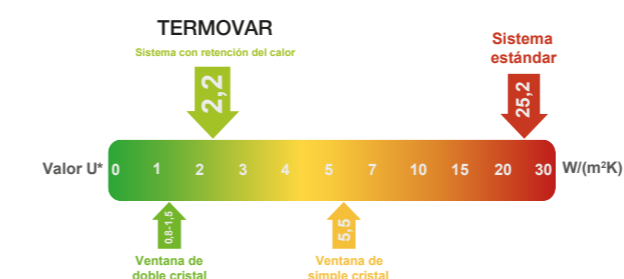 TERMOVAR
Sistema con retención del calor
2,2
Sistema
estándar
25,2
Valor U* 0 1 2 3 4 5 7 10 15 20 30 W/(m²K)
0,8-1,5
5,5
Ventana de
doble cristal
Ventana de
simple cristal